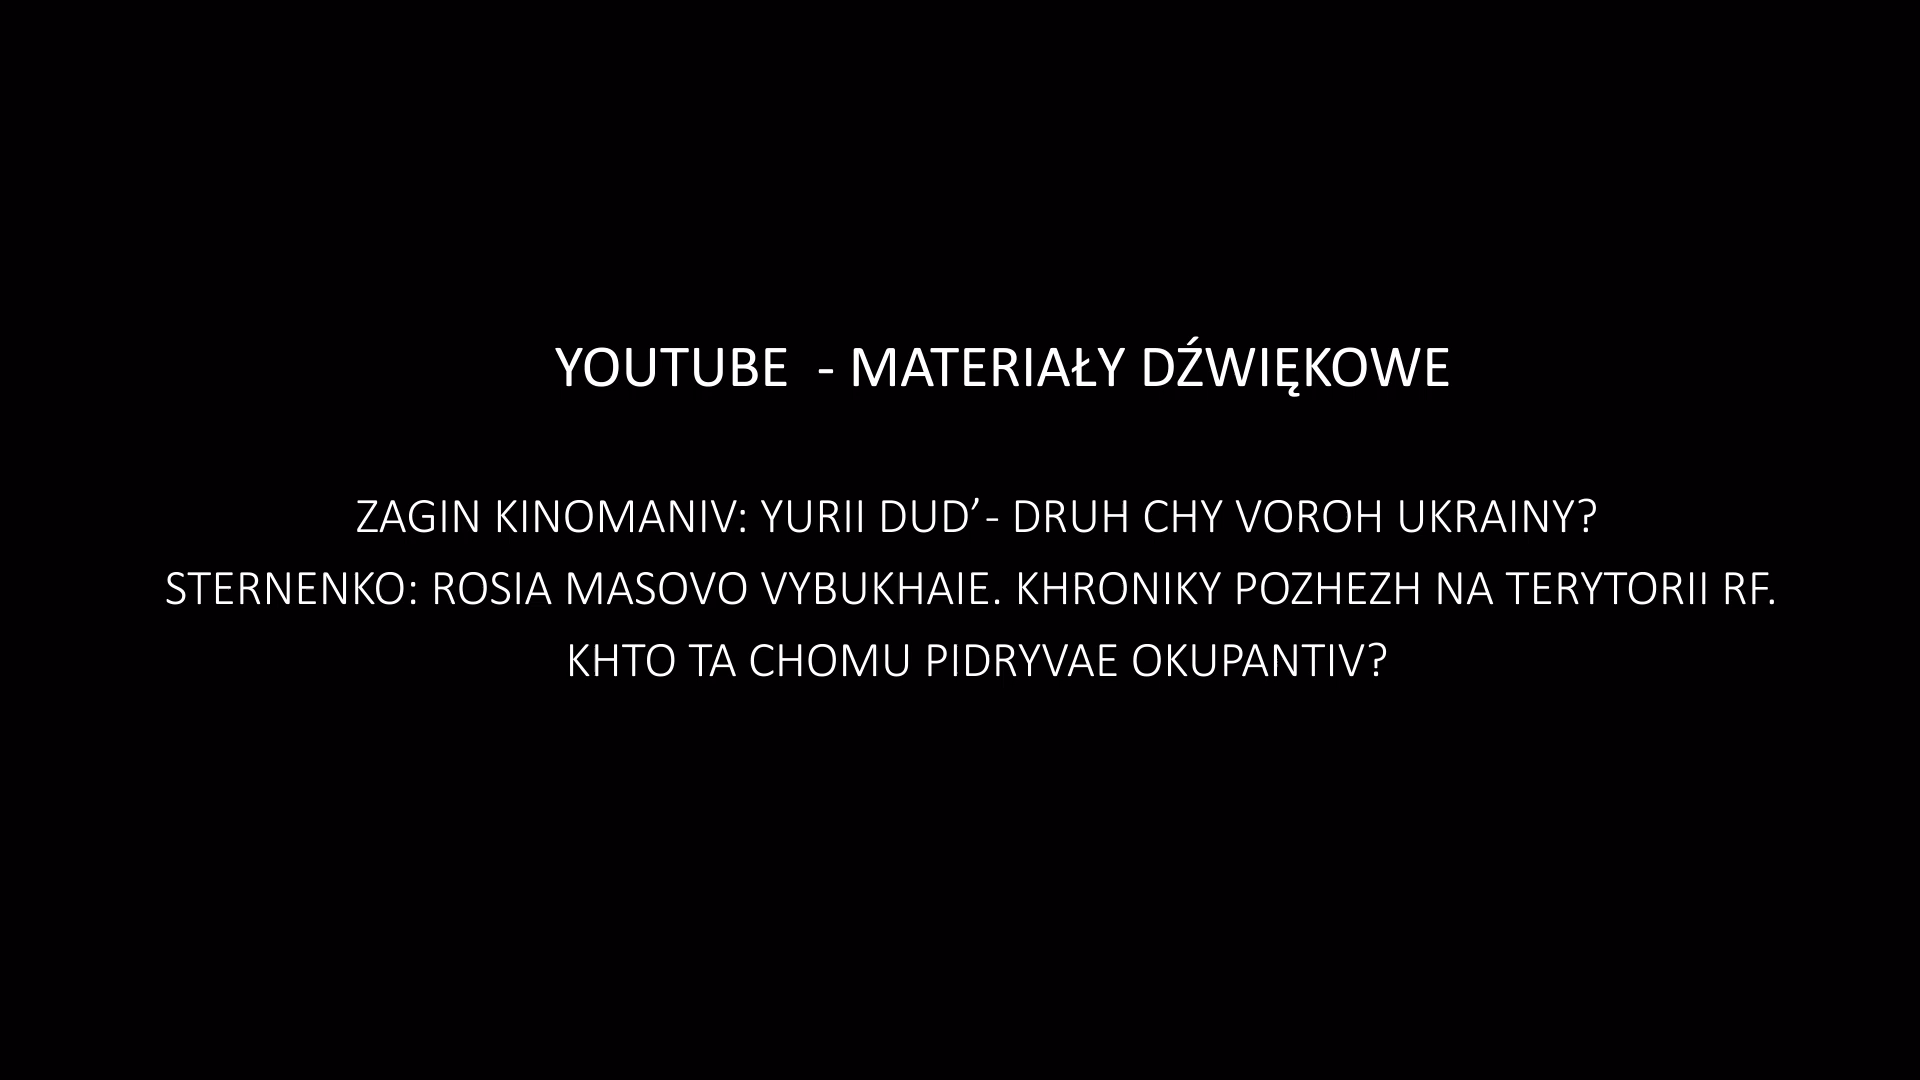 YOUTUBE  - MATERIAŁY DŹWIĘKOWE
ZAGIN KINOMANIV: YURII DUD’- DRUH CHY VOROH UKRAINY?
STERNENKO: ROSIA MASOVO VYBUKHAIE. KHRONIKY POZHEZH NA TERYTORII RF.
KHTO TA CHOMU PIDRYVAE OKUPANTIV?